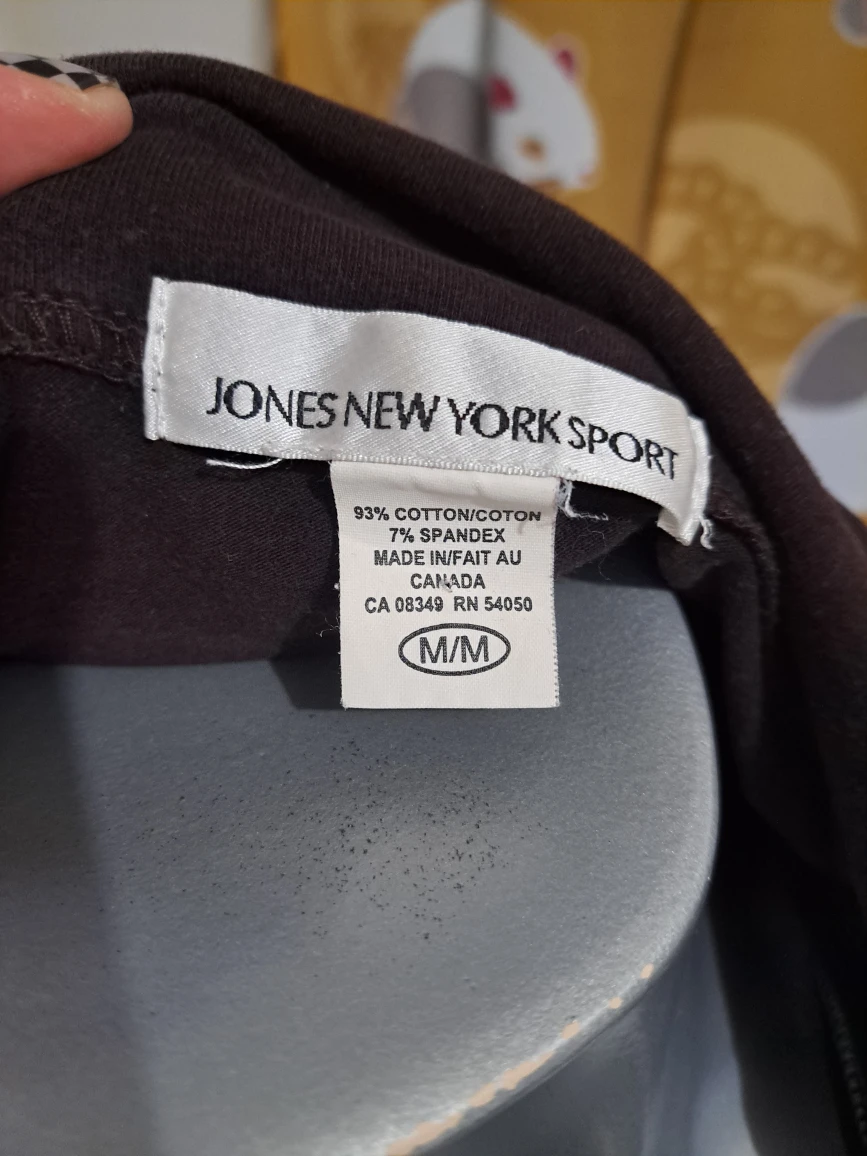 JONES NEW YORK SPORT
93% COTTON/COTON
7% SPANDEX
MADE IN/FAIT AU
CANADA
CA 08349 RN 54050
M/M